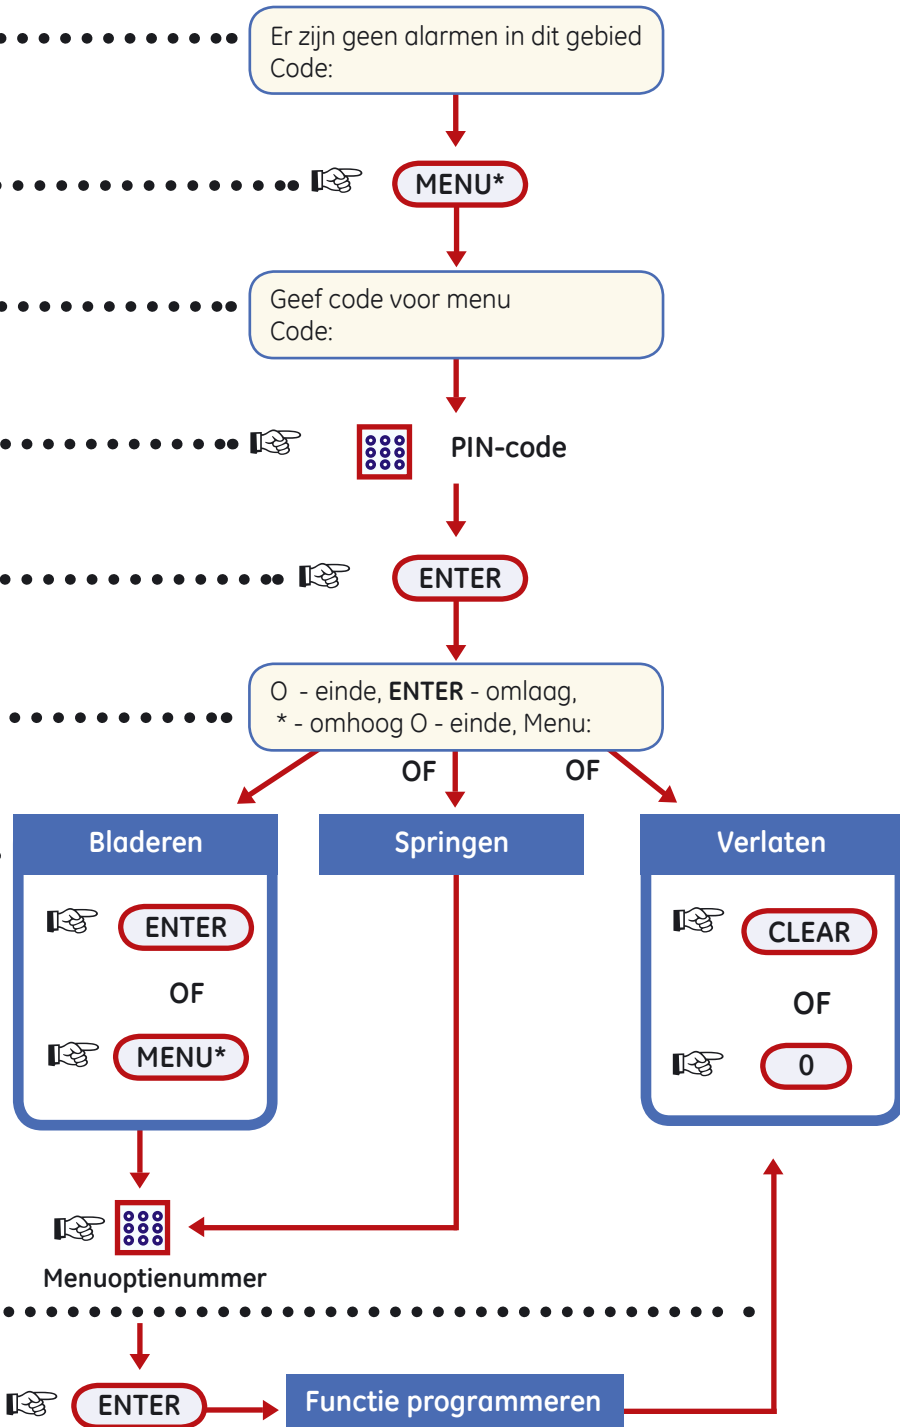 Er zijn geen alarmen in dit gebied
Code:
MENU*
Geef code voor menu
Code:
PIN-code
ENTER
O - einde, ENTER - omlaag,
* - omhoog O - einde, Menu:
OF
OF
Bladeren
Springen
Verlaten
ENTER
OF
MENU*
CLEAR
OF
0
Menuoptienummer
ENTER
Functie programmeren